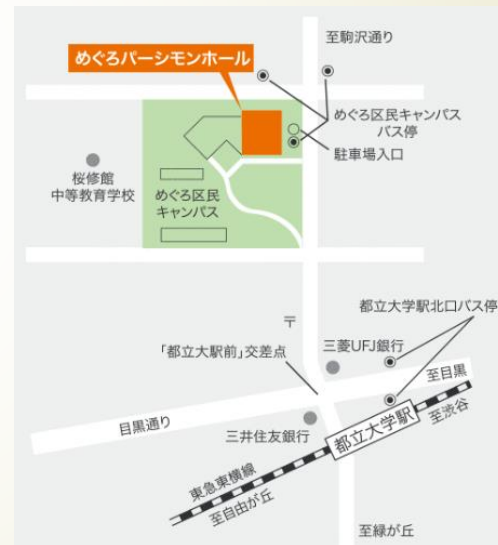 至駒沢通り
めぐろパーシモンホール
めぐろ区民キャンパス
バス停
駐車場入口
桜修館
中等教育学校
めぐろ区民
キャンパス
都立大学駅北口バス停
〒
三菱UFJ銀行
「都立大駅前」交差点
至目黒
目黒通り
三井住友銀行
都立大学駅
至渋谷
東急東横線
至自由が丘
至緑が丘